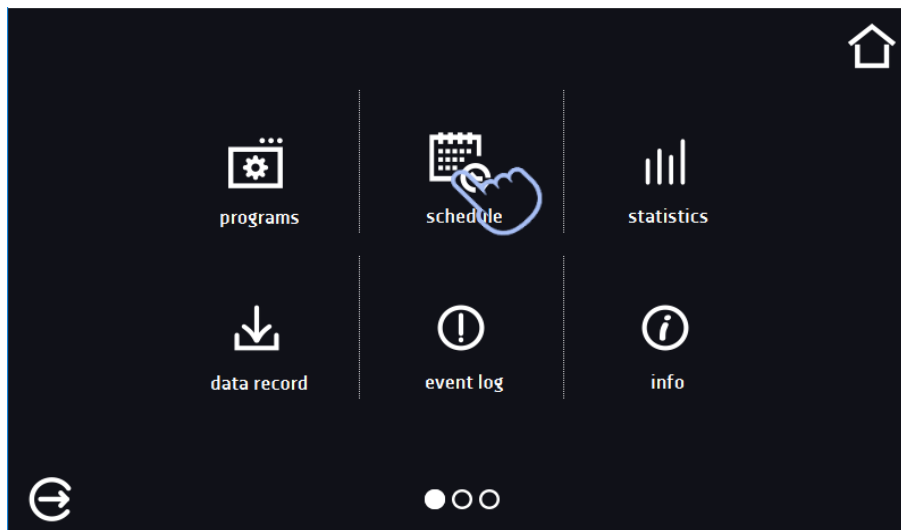 programs
schedule
statistics
data record
event log
info